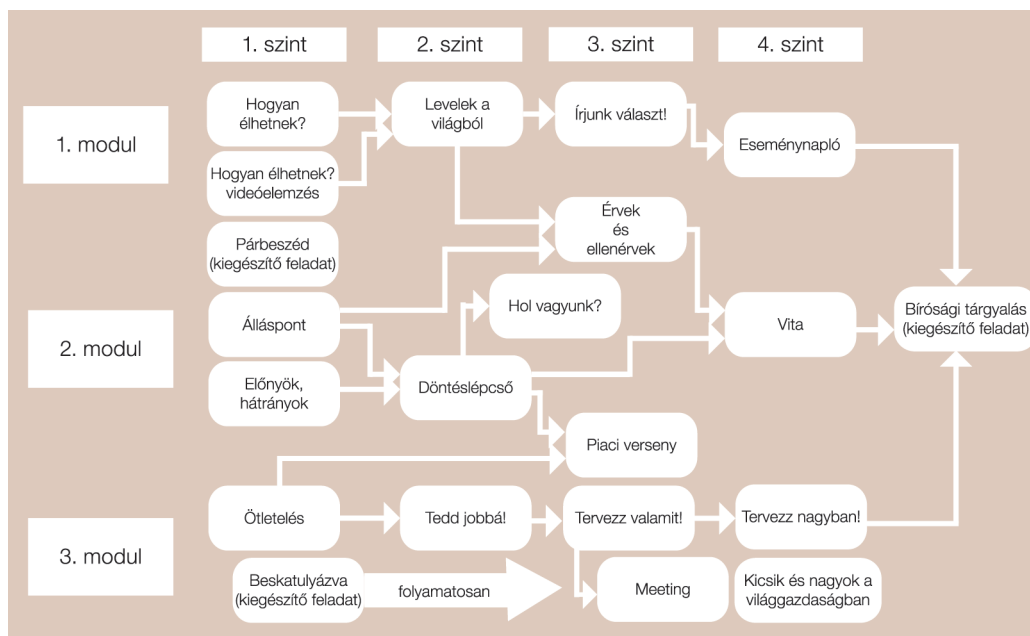 1. szint
2. szint
3. szint
4. szint
1. modul
Hogyan
élhetnek?
Levelek a
világból
Írjunk választ!
Eseménynapló
Hogyan élhetnek?
videóelemzés
Párbeszéd
(kiegészítő feladat)
Érvek
és
ellenérvek
2. modul
Álláspont
Hol vagyunk?
Vita
Bírósági tárgyalás
(kiegészítő feladat)
Előnyök,
hátrányok
Döntéslépcső
Piaci verseny
3. modul
Ötletelés
Tedd jobbá!
Tervezz valamit!
Tervezz nagyban!
Beskatulyázva
(kiegészítő feladat)
folyamatosan
Meeting
Kicsik és nagyok a
világgazdaságban